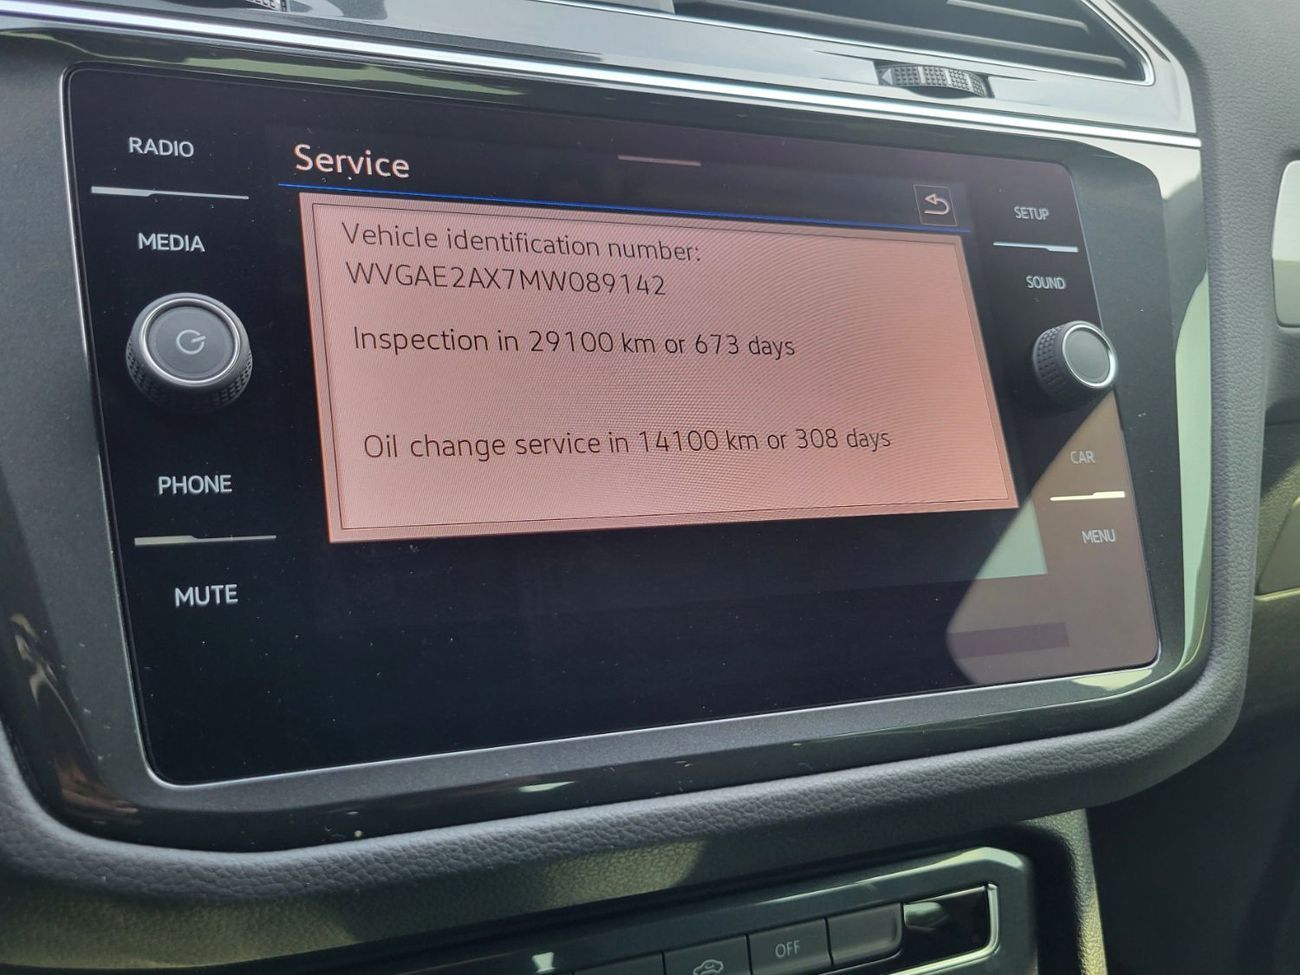 RADIO
MEDIA
PHONE
MUTE
Service
Vehicle identification number:
WVGAE2AX7MW089142
Inspection in 29100 km or 673 days
Oil change service in 14100 km or 308 days
SETUP
SOUND
CAR
MENU
OFF